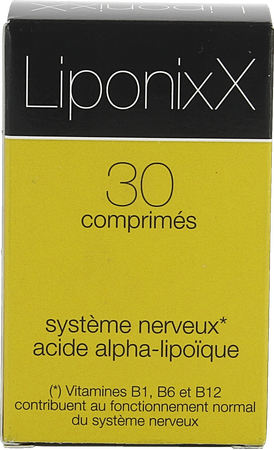 LiponixX
30
comprimés
système nerveux*
acide alpha-lipoïque
(*) Vitamines B1, B6 et B12
contribuent au fonctionnement normal
du système nerveux